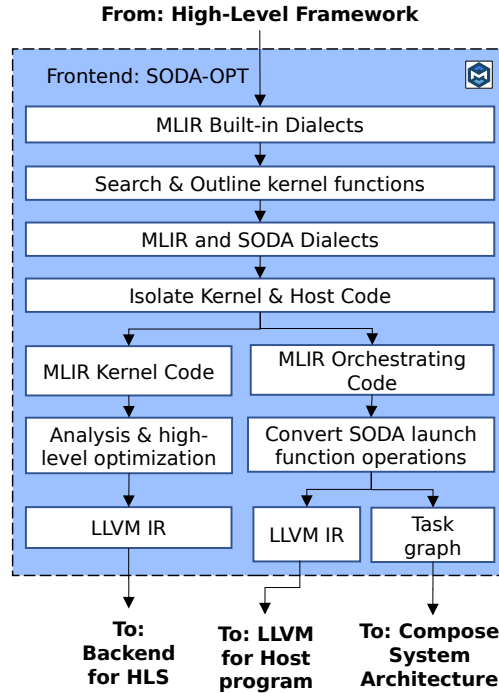 From: High-Level Framework
Frontend: SODA-OPT
MLIR Built-in Dialects
Search & Outline kernel functions
MLIR and SODA Dialects
Isolate Kernel & Host Code
MLIR Kernel Code
MLIR Orchestrating
Code
Analysis & high-
level optimization
Convert SODA launch
function operations
LLVM IR
LLVM IR
Task
graph
To:
Backend
for HLS
To: LLVM
for Host
program
To: Compose
System
Architecture